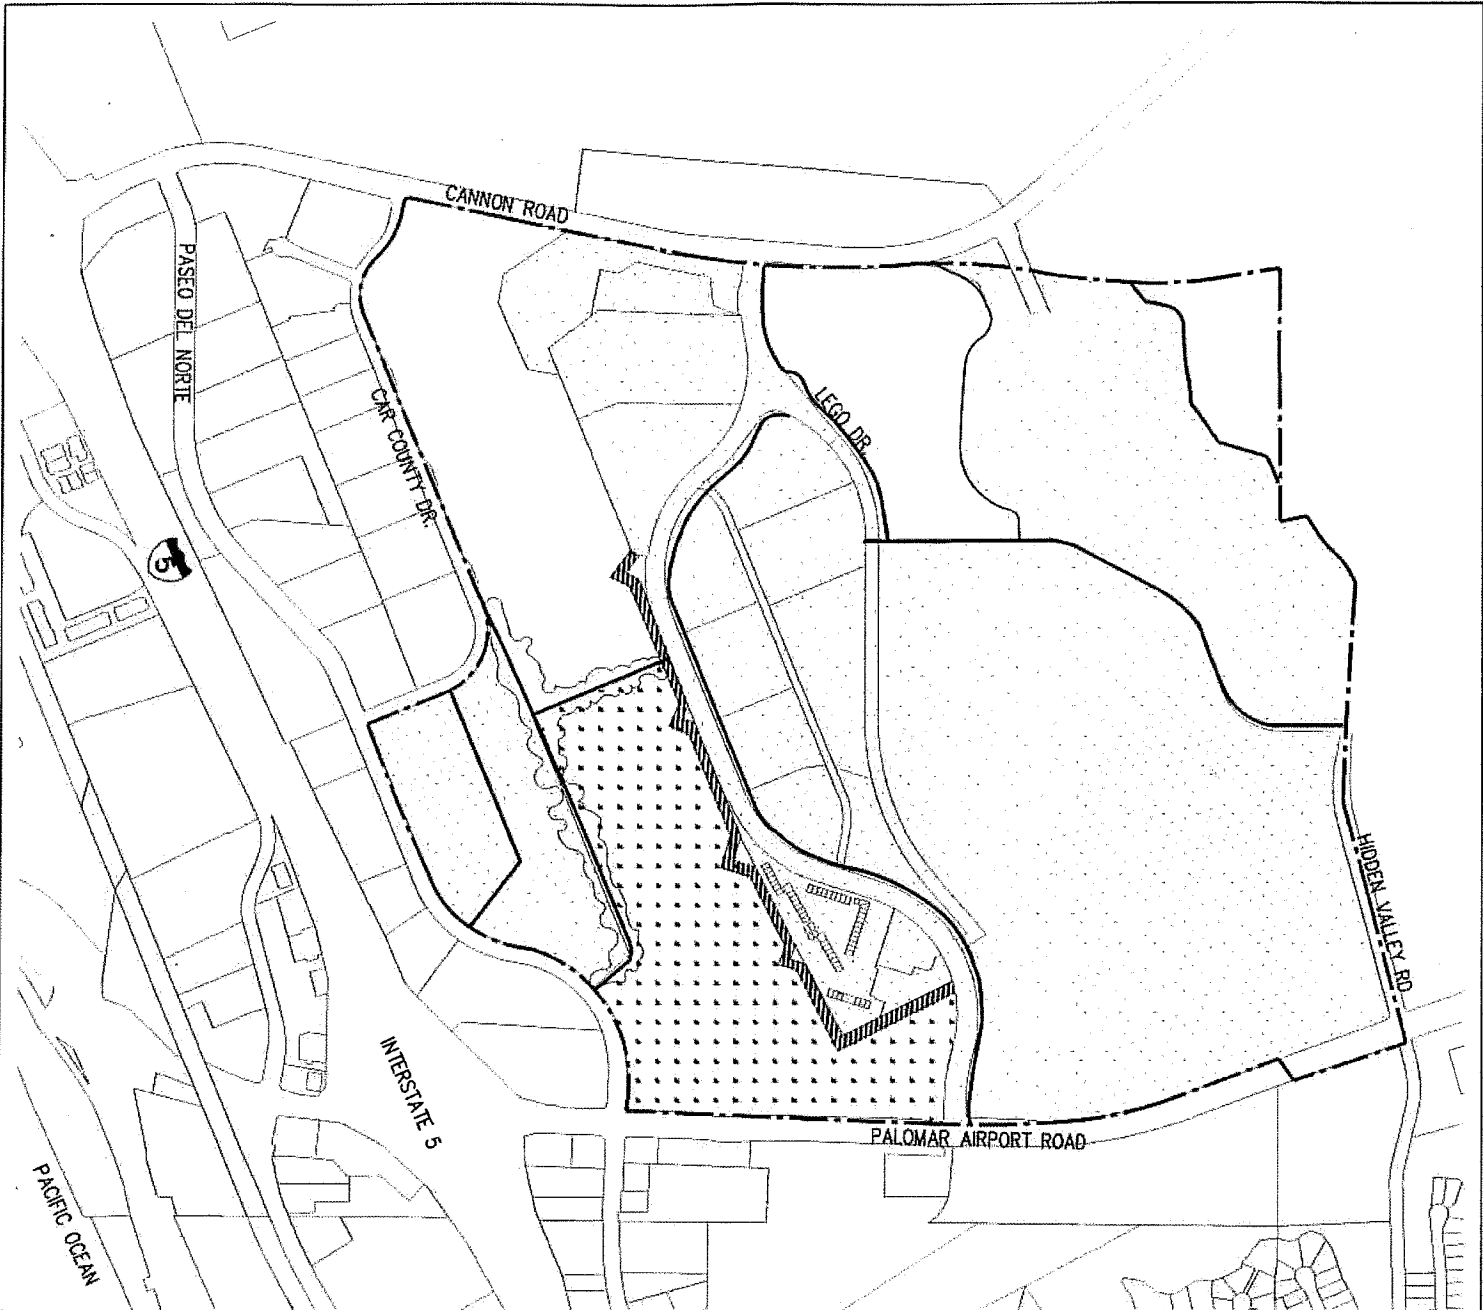 CANNON ROAD
PASEO DEL NORTE
LEGO DR.
CAR COUNTY DR.
5
HIDDEN VALLEY RD
INTERSTATE 5
PALOMAR AIRPORT ROAD
PACIFIC OCEAN